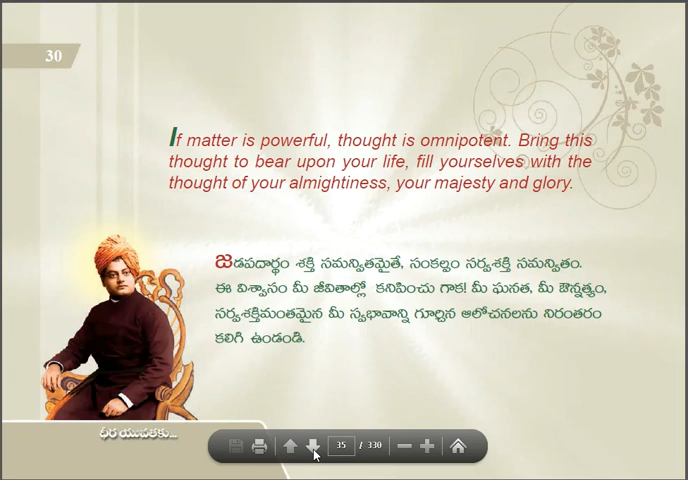 30
If matter is powerful, thought is omnipotent. Bring this
thought to bear upon your life, fill yourselves with the
thought of your almightiness, your majesty and glory.
జడపదార్థం శక్తి సమన్వితమైతే, సంకల్పం సర్వశక్తి సమన్వితం.
ఈ విశ్వాసం మీ జీవితాల్లో కనిపించు గాక! మీ ఘనత, మీ ఔన్నత్యం,
సర్వశక్తిమంతమైన మీ స్వభావాన్ని గూర్చిన ఆలోచనలను నిరంతరం
కలిగి ఉండండి.
ధీర యువతకు...
35 / 330